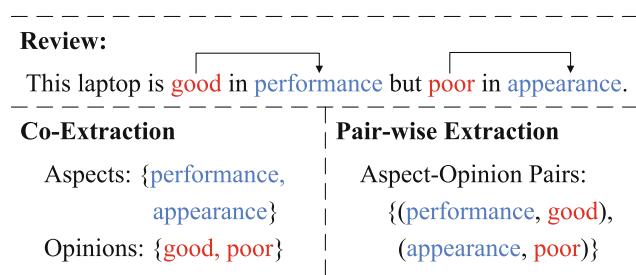 Review:
This laptop is good in performance but poor in appearance.
Co-Extraction
Aspects: {performance,
appearance}
Opinions: {good, poor}
Pair-wise Extraction
Aspect-Opinion Pairs:
{(performance, good),
(appearance, poor)}